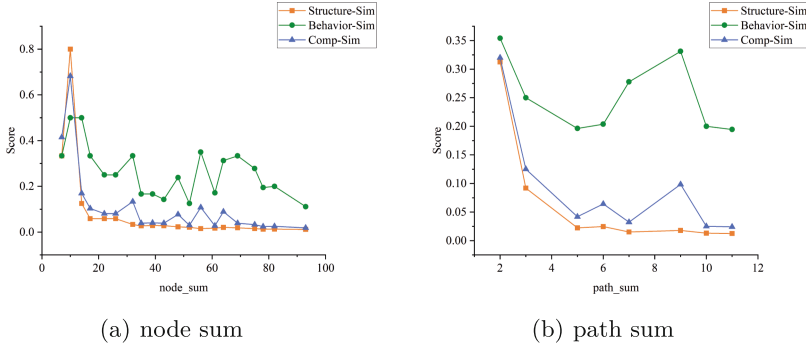 Structure-Sim
Behavior-Sim
Comp-Sim
0.8
0.6
0.4
0.2
0.0
Score
0 20 40 60 80 100
node_sum
(a) node sum
Structure-Sim
Behavior-Sim
Comp-Sim
0.35
0.30
0.25
0.20
0.15
0.10
0.05
0.00
Score
2 4 6 8 10 12
path_sum
(b) path sum